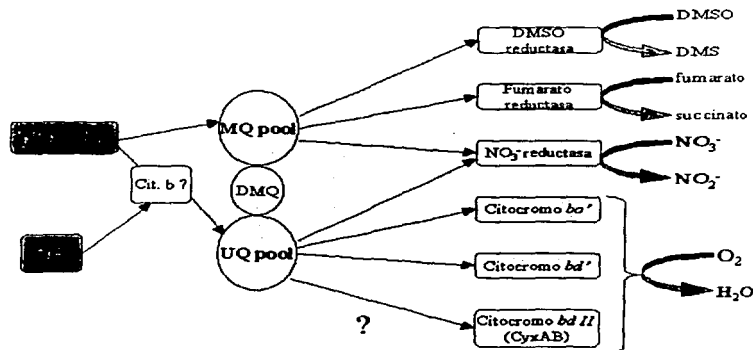 DMSO
DMSO
reductasa
DMS
fumarato
Fumarato
reductasa
succinato
MQ pool
NO₃⁻
NO₃⁻ reductasa
NO₂⁻
Cit. b ?
DMQ
Citocromo bo'
UQ pool
Citocromo bd'
O₂
H₂O
?
Citocromo bd II
(CyxAB)